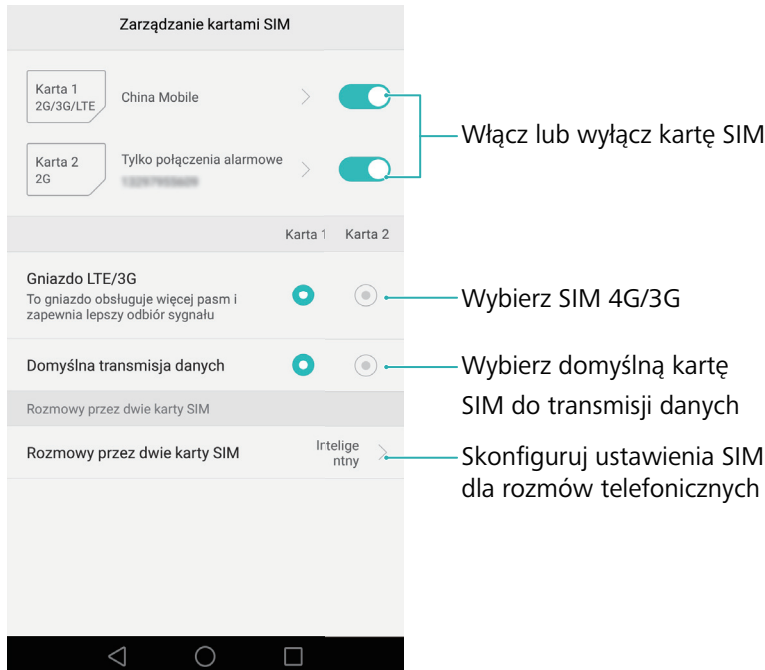 Zarządzanie kartami SIM
Karta 1
2G/3G/LTE
China Mobile
Włącz lub wyłącz kartę SIM
Karta 2
2G
Tylko połączenia alarmowe
Karta 1
Karta 2
Gniazdo LTE/3G
To gniazdo obsługuje więcej pasm i
zapewnia lepszy odbiór sygnału
Wybierz SIM 4G/3G
Domyślna transmisja danych
Wybierz domyślną kartę
SIM do transmisji danych
Rozmowy przez dwie karty SIM
Rozmowy przez dwie karty SIM
Intelige
ntny
Skonfiguruj ustawienia SIM
dla rozmów telefonicznych